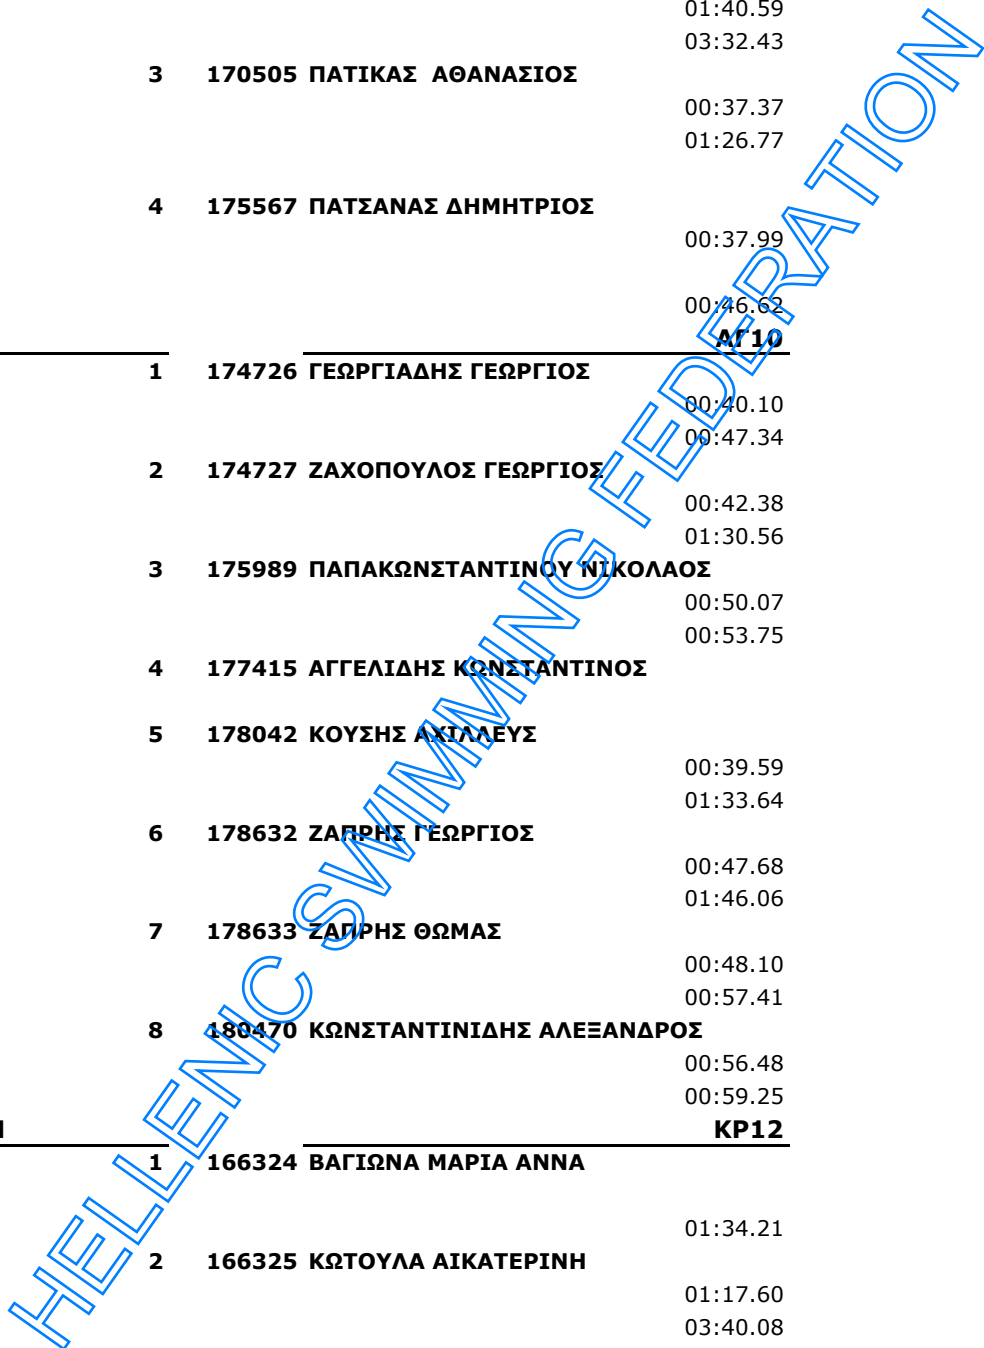 01:40.59
03:32.43
3 170505 ΠΑΤΙΚΑΣ ΑΘΑΝΑΣΙΟΣ
00:37.37
01:26.77
4 175567 ΠΑΤΣΑΝΑΣ ΔΗΜΗΤΡΙΟΣ
00:37.99
00:46.62
ΑΓ10
1 174726 ΓΕΩΡΓΙΑΔΗΣ ΓΕΩΡΓΙΟΣ
00:40.10
00:47.34
2 174727 ΖΑΧΟΠΟΥΛΟΣ ΓΕΩΡΓΙΟΣ
00:42.38
01:30.56
3 175989 ΠΑΠΑΚΩΝΣΤΑΝΤΙΝΟΥ ΝΙΚΟΛΑΟΣ
00:50.07
00:53.75
4 177415 ΑΓΓΕΛΙΔΗΣ ΚΩΝΣΤΑΝΤΙΝΟΣ
5 178042 ΚΟΥΣΗΣ ΑΧΙΛΛΕΥΣ
00:39.59
01:33.64
6 178632 ΖΑΠΡΗΣ ΓΕΩΡΓΙΟΣ
00:47.68
01:46.06
7 178633 ΖΑΠΡΗΣ ΘΩΜΑΣ
00:48.10
00:57.41
8 180470 ΚΩΝΣΤΑΝΤΙΝΙΔΗΣ ΑΛΕΞΑΝΔΡΟΣ
00:56.48
00:59.25
ΚΡ12
1 166324 ΒΑΓΙΩΝΑ ΜΑΡΙΑ ΑΝΝΑ
01:34.21
2 166325 ΚΩΤΟΥΛΑ ΑΙΚΑΤΕΡΙΝΗ
01:17.60
03:40.08
HELLENIC SWIMMING FEDERATION